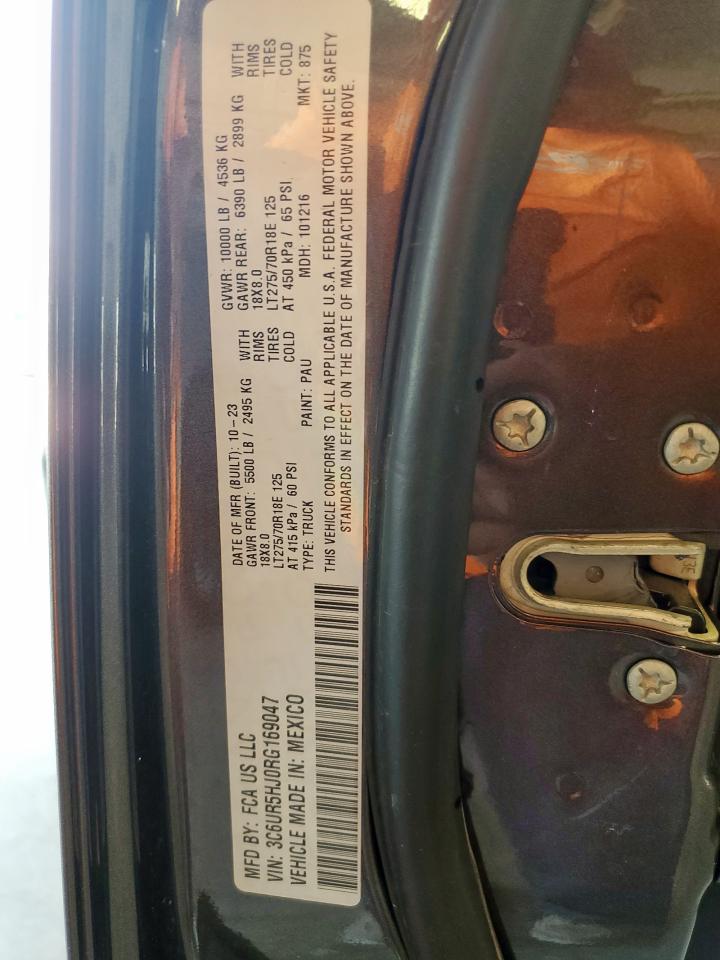 MFD BY: FCA US LLC
VIN: 3C6UR5HJ0RG169047
VEHICLE MADE IN: MEXICO
DATE OF MFR (BUILT): 10-23 GVWR: 10000 LB / 4536 KG
GAWR FRONT: 5500 LB / 2495 KG WITH GAWR REAR: 6390 LB / 2899 KG WITH
18X8.0 RIMS 18X8.0 RIMS
LT275/70R18E 125 TIRES LT275/70R18E 125 TIRES
AT 415 kPa / 60 PSI COLD AT 450 kPa / 65 PSI COLD
TYPE: TRUCK PAINT: PAU MDH: 101216 MKT: 875
THIS VEHICLE CONFORMS TO ALL APPLICABLE U.S.A. FEDERAL MOTOR VEHICLE SAFETY
STANDARDS IN EFFECT ON THE DATE OF MANUFACTURE SHOWN ABOVE.